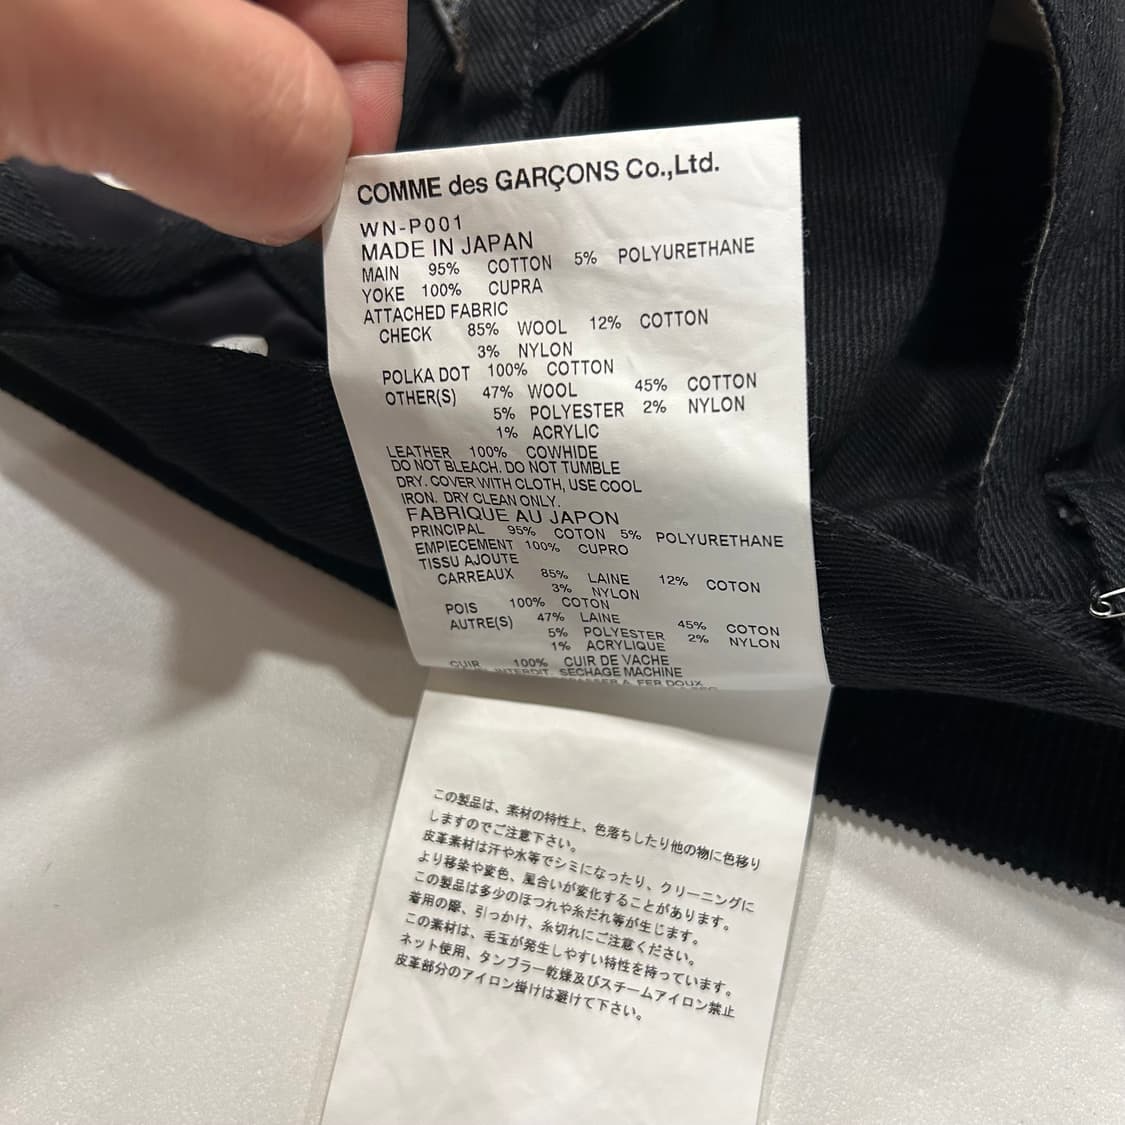 COMME des GARÇONS Co.,Ltd.
WN-P001
MADE IN JAPAN
MAIN 95% COTTON 5% POLYURETHANE
YOKE 100% CUPRA
ATTACHED FABRIC
CHECK 85% WOOL 12% COTTON
3% NYLON
POLKA DOT 100% COTTON
OTHER(S) 47% WOOL 45% COTTON
5% POLYESTER 2% NYLON
1% ACRYLIC
LEATHER 100% COWHIDE
DO NOT BLEACH. DO NOT TUMBLE
DRY. COVER WITH CLOTH, USE COOL
IRON. DRY CLEAN ONLY.
FABRIQUE AU JAPON
PRINCIPAL 95% COTON 5% POLYURETHANE
EMPIECEMENT 100% CUPRO
TISSU AJOUTE
CARREAUX 85% LAINE 12% COTON
3% NYLON
POIS 100% COTON
AUTRE(S) 47% LAINE 45% COTON
5% POLYESTER 2% NYLON
1% ACRYLIQUE
CUIR 100% CUIR DE VACHE
INTERDIT. SECHAGE MACHINE
A FER DOUX
この製品は、素材の特性上、色落ちしたり他の物に色移り
しますのでご注意下さい。
皮革素材は汗や水等でシミになったり、クリーニングに
より移染や変色、風合いが変化することがあります。
この製品は多少のほつれや糸だれ等が生じます。
着用の際、引っかけ、糸切れにご注意ください。
この素材は、毛玉が発生しやすい特性を持っています。
ネット使用、タンブラー乾燥及びスチームアイロン禁止
皮革部分のアイロン掛けは避けて下さい。